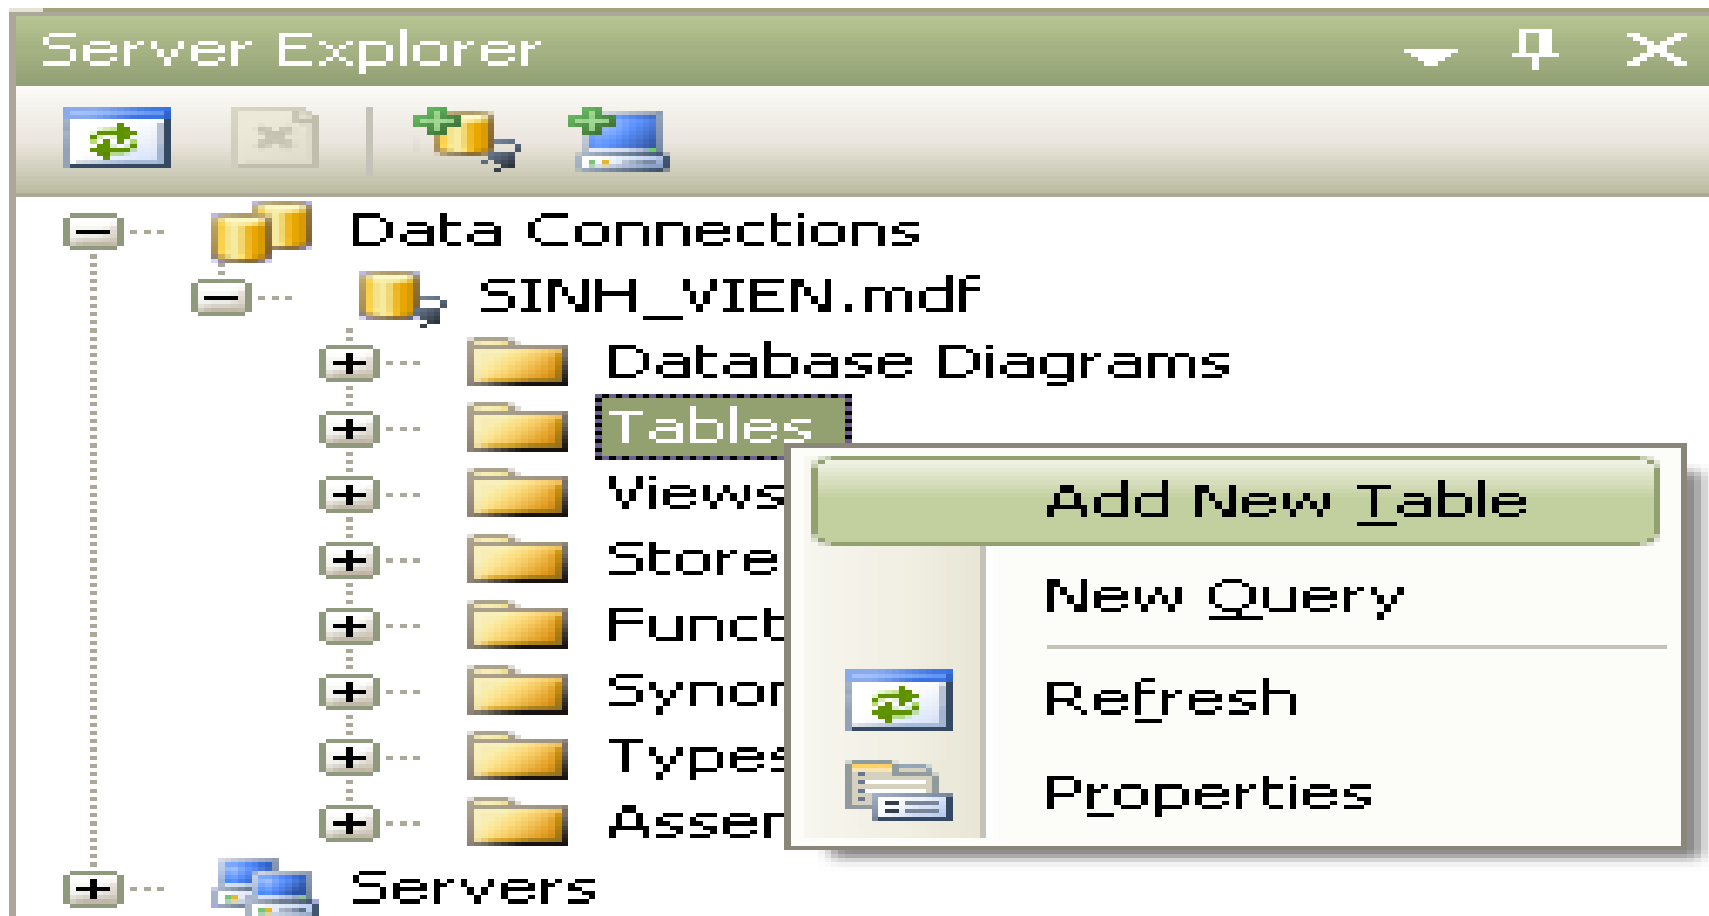 Server Explorer
Data Connections
SINH_VIEN.mdf
Database Diagrams
Tables
Views
Store
Funct
Synor
Types
Asser
Servers
Add New Table
New Query
Refresh
Properties